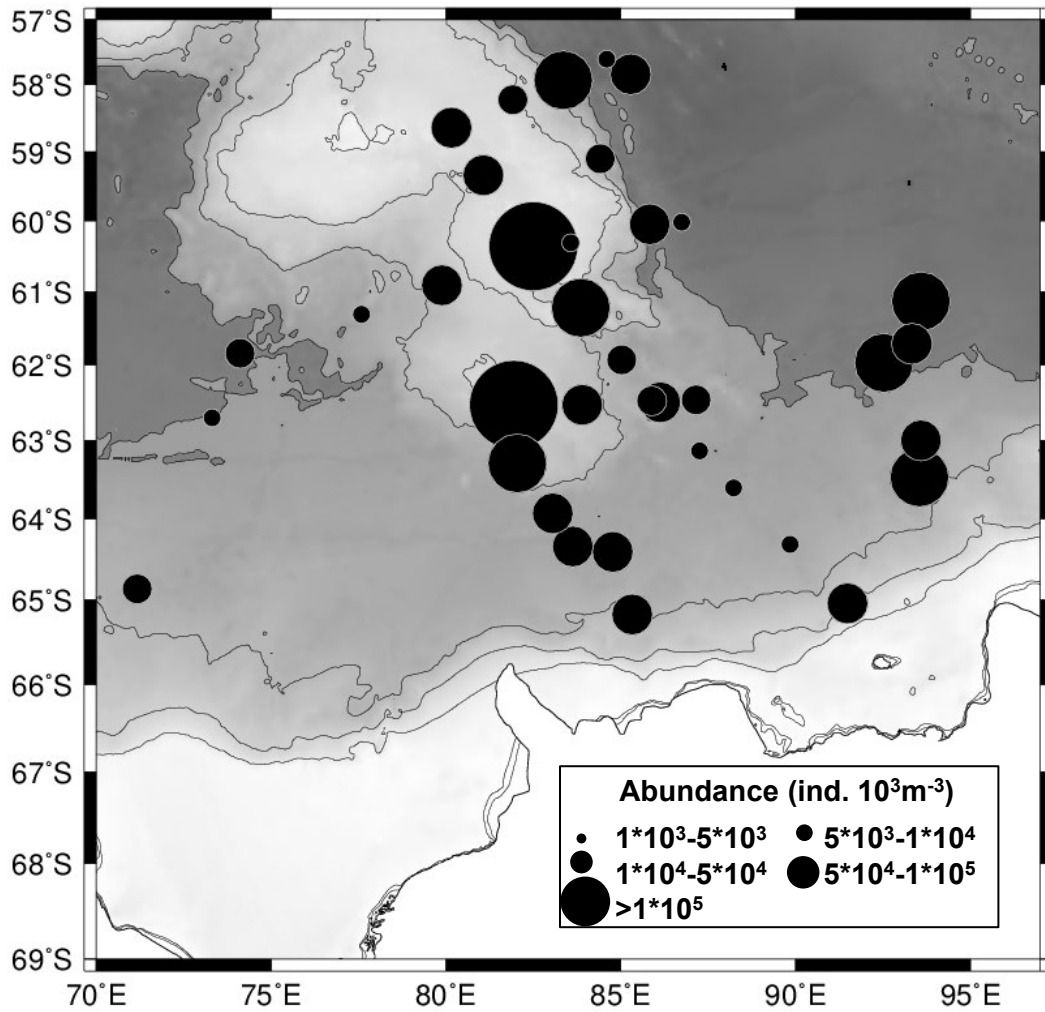 57˚S
58˚S
59˚S
60˚S
61˚S
62˚S
63˚S
64˚S
65˚S
66˚S
67˚S
68˚S
69˚S
Abundance (ind. 10³m⁻³)
1*10³-5*10³ 5*10³-1*10⁴
1*10⁴-5*10⁴ 5*10⁴-1*10⁵
>1*10⁵
70˚E 75˚E 80˚E 85˚E 90˚E 95˚E